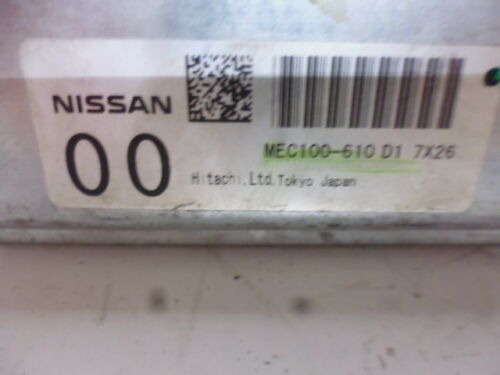 NISSAN
00
MEC100-610 D1 7X26
Hitachi.Ltd.Tokyo Japan